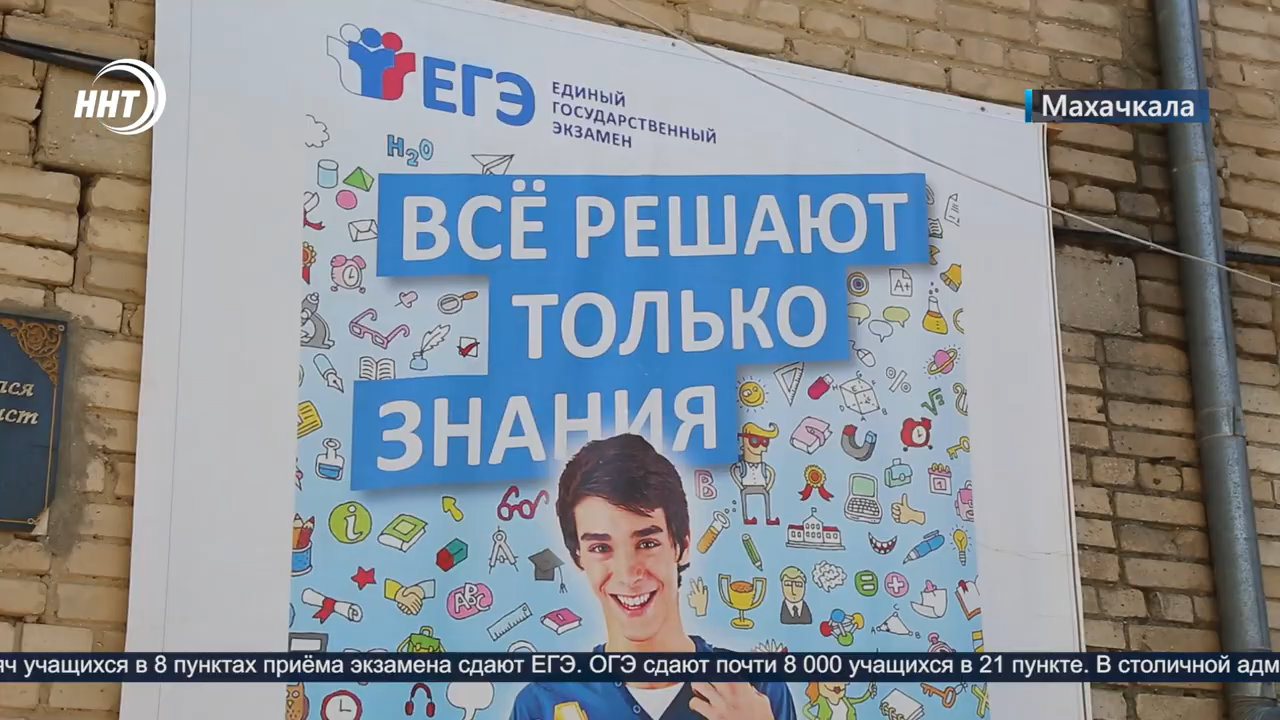 ННТ
ЕГЭ
ЕДИНЫЙ
ГОСУДАРСТВЕННЫЙ
ЭКЗАМЕН
Махачкала
H₂O
ВСЁ РЕШАЮТ
ТОЛЬКО
ЗНАНИЯ
A+
B
i
ABC
учащихся в 8 пунктах приёма экзамена сдают ЕГЭ. ОГЭ сдают почти 8 000 учащихся в 21 пункте. В столичной